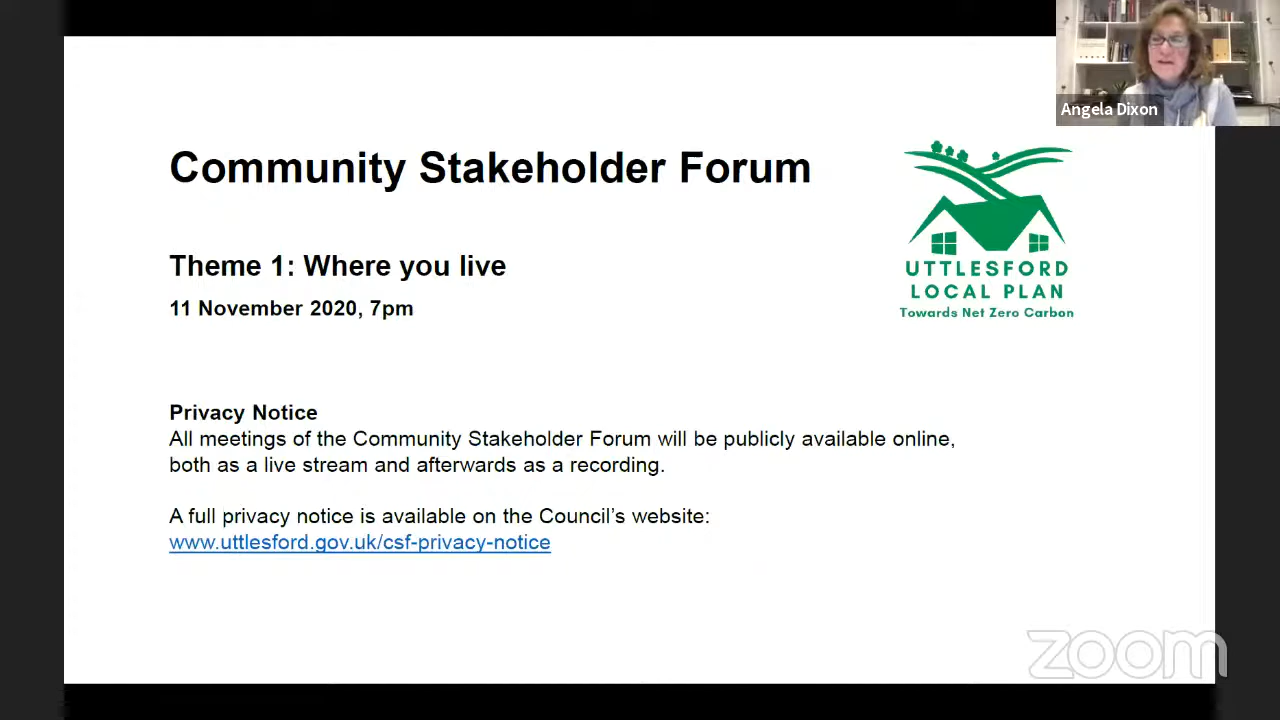 Angela Dixon
Community Stakeholder Forum
UTTLESFORD
LOCAL PLAN
Towards Net Zero Carbon
Theme 1: Where you live
11 November 2020, 7pm
Privacy Notice
All meetings of the Community Stakeholder Forum will be publicly available online,
both as a live stream and afterwards as a recording.
A full privacy notice is available on the Council's website:
www.uttlesford.gov.uk/csf-privacy-notice
zoom